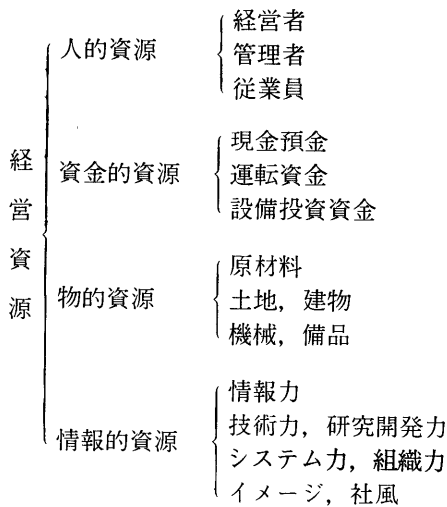 経営資源
人的資源
経営者
管理者
従業員
資金的資源
現金預金
運転資金
設備投資資金
物的資源
原材料
土地，建物
機械，備品
情報的資源
情報力
技術力，研究開発力
システム力，組織力
イメージ，社風